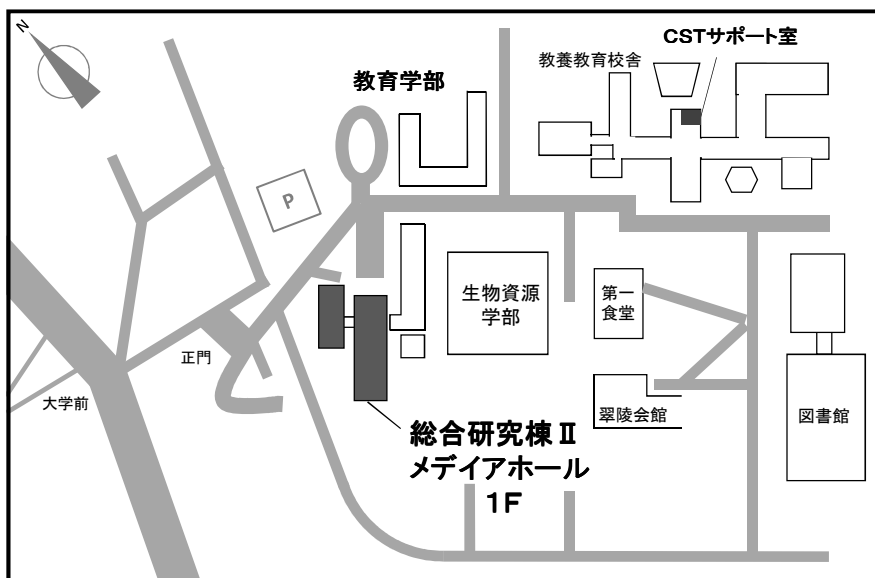 N
CSTサポート室
教養教育校舎
教育学部
P
生物資源
学部
第一
食堂
正門
大学前
翠陵会館
図書館
総合研究棟Ⅱ
メデイアホール
1F